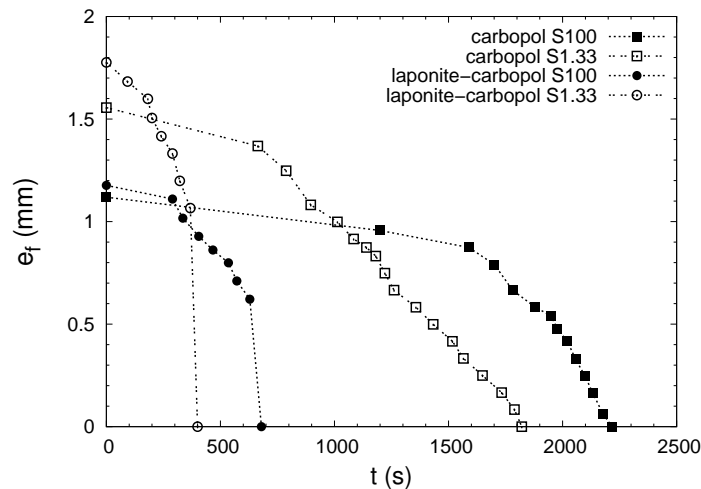 2
carbopol S100
carbopol S1.33
laponite−carbopol S100
laponite−carbopol S1.33
1.5
1
0.5
0
e_f (mm)
0 500 1000 1500 2000 2500
t (s)